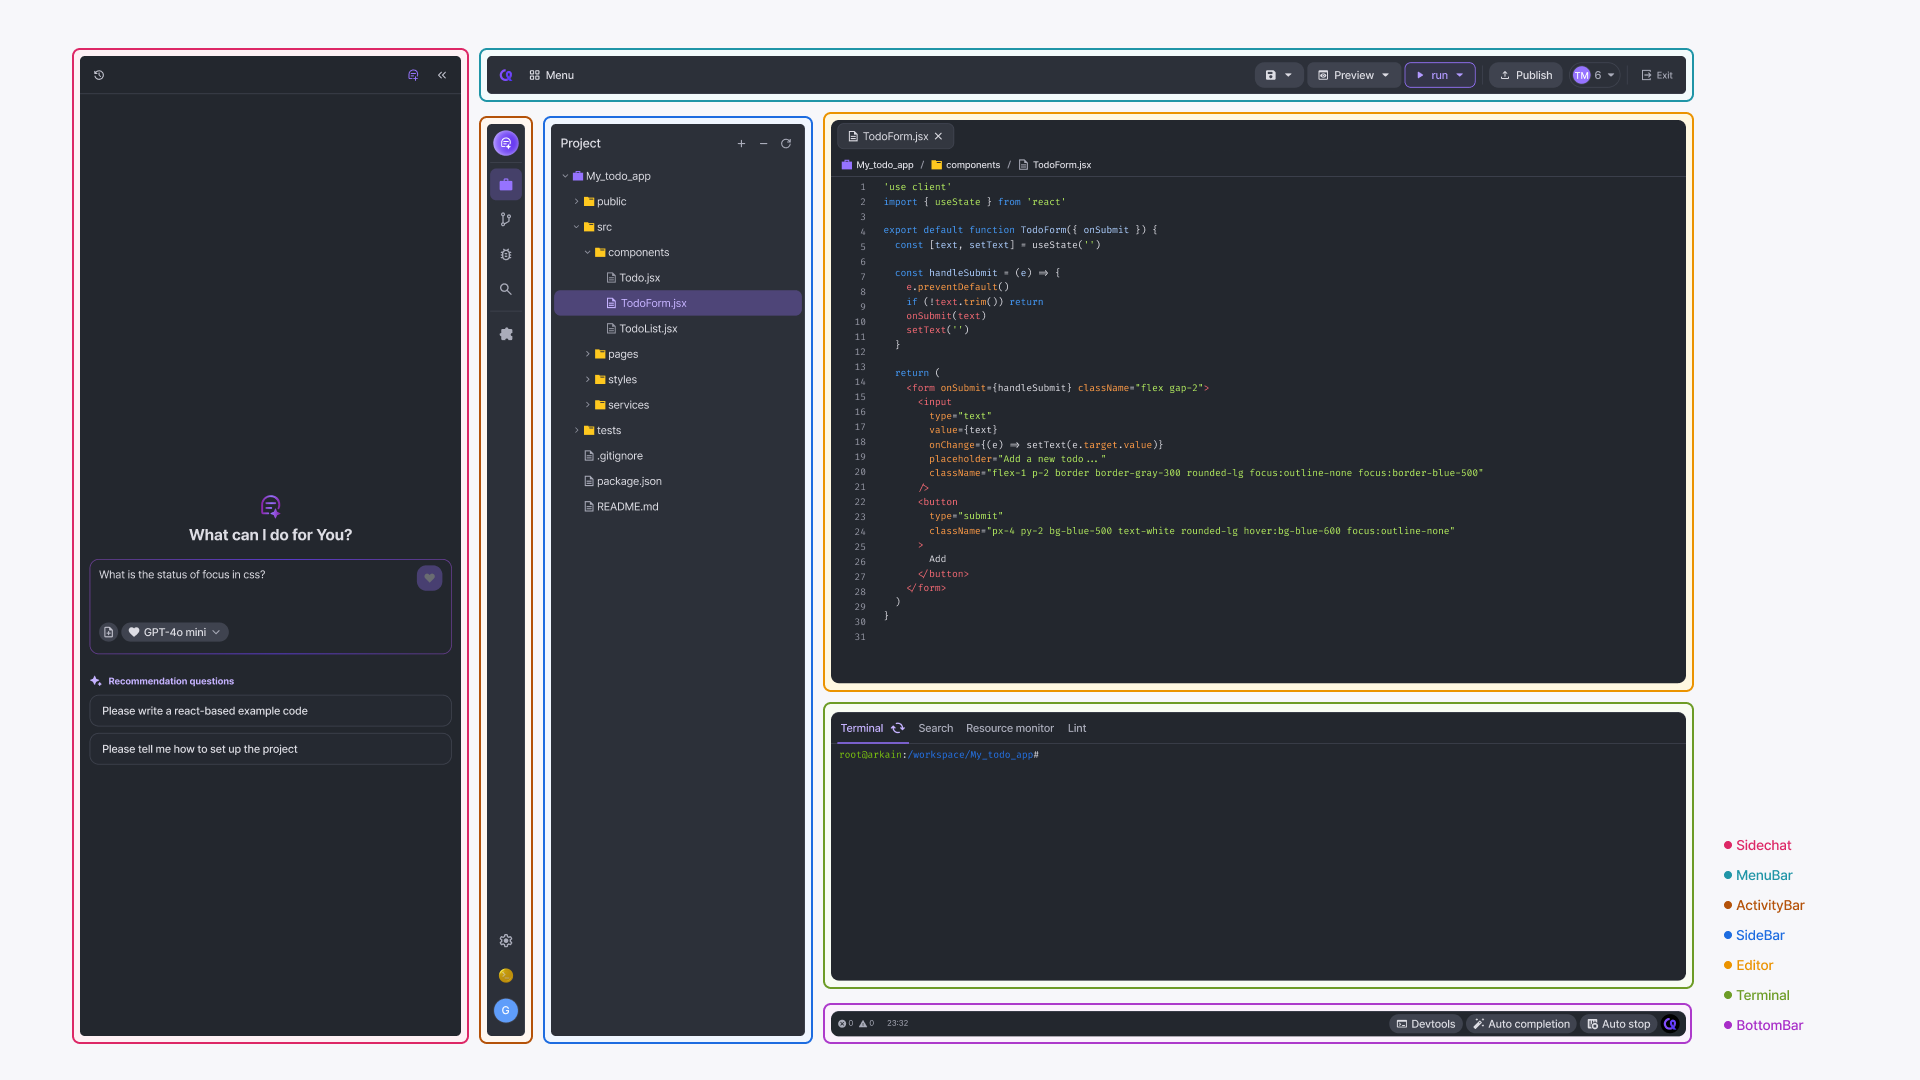 What can I do for You?
What is the status of focus in css?
GPT-4o mini
Recommendation questions
Please write a react-based example code
Please tell me how to set up the project
Menu
Preview
run
Publish
TM 6
Exit
G
Project
My_todo_app
public
src
components
Todo.jsx
TodoForm.jsx
TodoList.jsx
pages
styles
services
tests
.gitignore
package.json
README.md
TodoForm.jsx
My_todo_app / components / TodoForm.jsx
1 'use client'
2 import { useState } from 'react'
3
4 export default function TodoForm({ onSubmit }) {
5 const [text, setText] = useState('')
6
7 const handleSubmit = (e) => {
8 e.preventDefault()
9 if (!text.trim()) return
10 onSubmit(text)
11 setText('')
12 }
13
14 return (
15 <form onSubmit={handleSubmit} className="flex gap-2">
16 <input
17 type="text"
18 value={text}
19 onChange={(e) => setText(e.target.value)}
20 placeholder="Add a new todo..."
21 className="flex-1 p-2 border border-gray-300 rounded-lg focus:outline-none focus:border-blue-500"
22 />
23 <button
24 type="submit"
25 className="px-4 py-2 bg-blue-500 text-white rounded-lg hover:bg-blue-600 focus:outline-none"
26 >
27 Add
28 </button>
29 </form>
30 )
31 }
Terminal Search Resource monitor Lint
root@arkain:/workspace/My_todo_app#
0 0 23:32
Devtools
Auto completion
Auto stop
Sidechat
MenuBar
ActivityBar
SideBar
Editor
Terminal
BottomBar